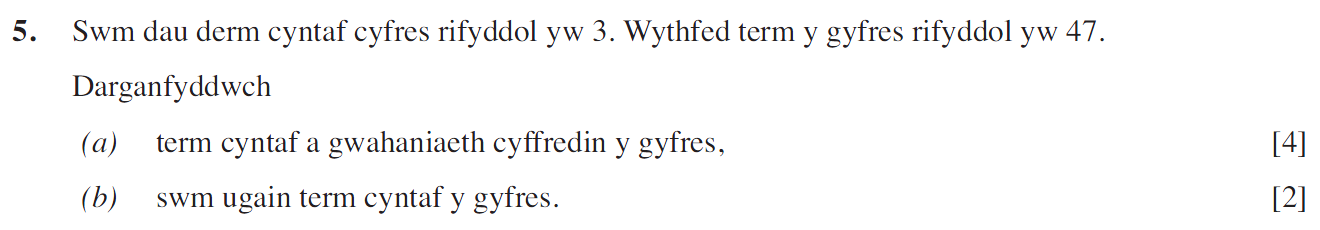 5. Swm dau derm cyntaf cyfres rifyddol yw 3. Wythfed term y gyfres rifyddol yw 47.
Darganfyddwch
(a) term cyntaf a gwahaniaeth cyffredin y gyfres, [4]
(b) swm ugain term cyntaf y gyfres. [2]